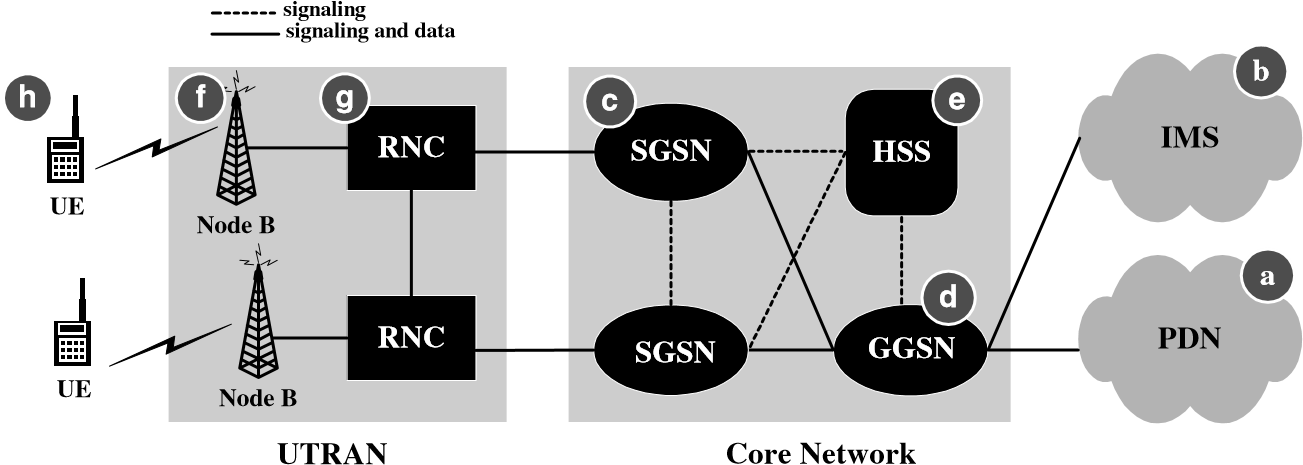 signaling
signaling and data
h
f
g
c
e
b
RNC
SGSN
HSS
IMS
UE
Node B
d
a
RNC
SGSN
GGSN
PDN
UE
Node B
UTRAN
Core Network